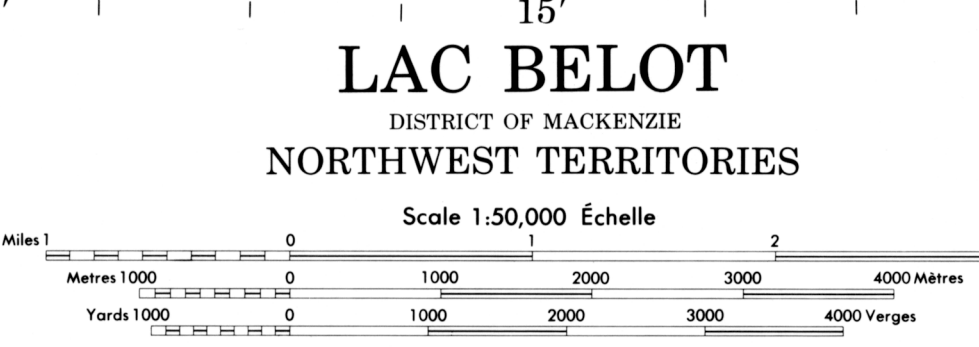 15′
LAC BELOT
DISTRICT OF MACKENZIE
NORTHWEST TERRITORIES
Scale 1:50,000 Échelle
Miles 1 0 1 2
Metres 1000 0 1000 2000 3000 4000 Mètres
Yards 1000 0 1000 2000 3000 4000 Verges